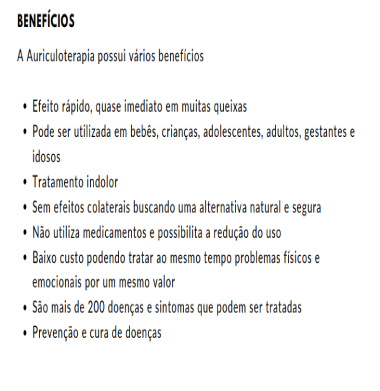 BENEFÍCIOS
A Auriculoterapia possui vários benefícios
• Efeito rápido, quase imediato em muitas queixas
• Pode ser utilizada em bebês, crianças, adolescentes, adultos, gestantes e
idosos
• Tratamento indolor
• Sem efeitos colaterais buscando uma alternativa natural e segura
• Não utiliza medicamentos e possibilita a redução do uso
• Baixo custo podendo tratar ao mesmo tempo problemas físicos e
emocionais por um mesmo valor
• São mais de 200 doenças e sintomas que podem ser tratadas
• Prevenção e cura de doenças